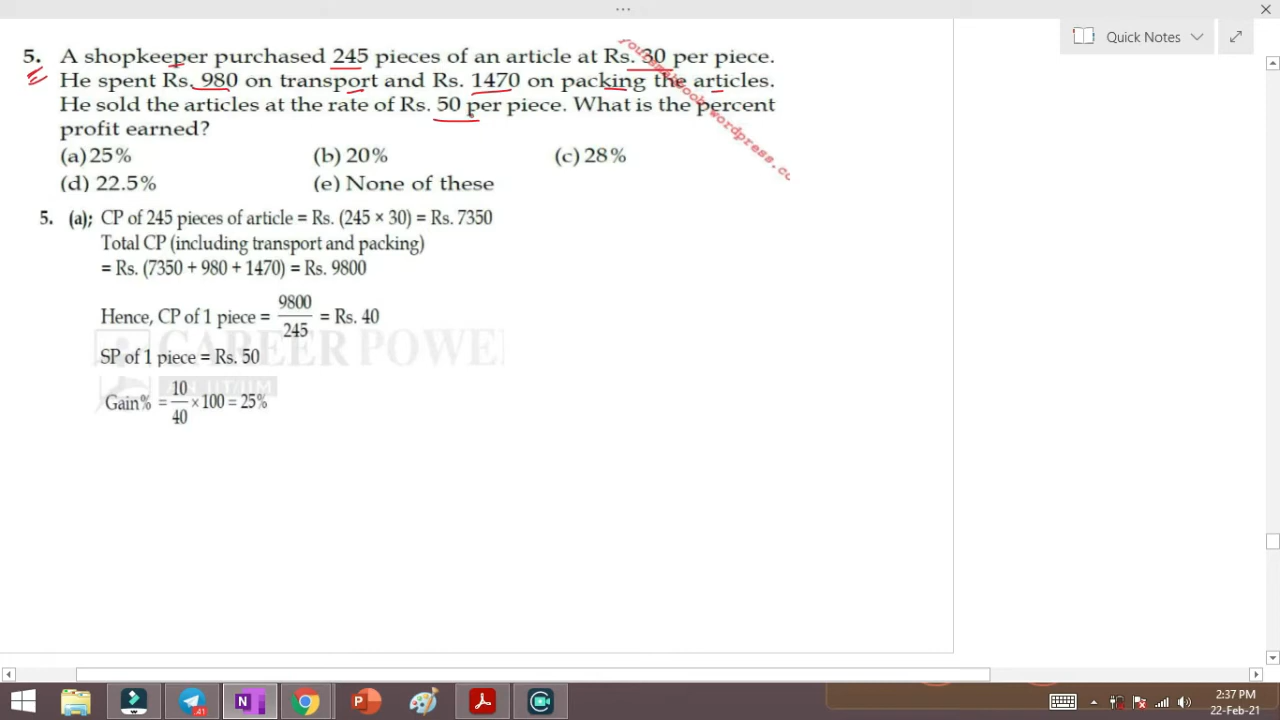 Quick Notes
5. A shopkeeper purchased 245 pieces of an article at Rs. 30 per piece.
He spent Rs. 980 on transport and Rs. 1470 on packing the articles.
He sold the articles at the rate of Rs. 50 per piece. What is the percent
profit earned?
(a) 25% (b) 20% (c) 28%
(d) 22.5% (e) None of these
5. (a); CP of 245 pieces of article = Rs. (245 × 30) = Rs. 7350
Total CP (including transport and packing)
= Rs. (7350 + 980 + 1470) = Rs. 9800
Hence, CP of 1 piece = 9800/245 = Rs. 40
CAREER POWER
SP of 1 piece = Rs. 50
Gain% = 10/40 × 100 = 25%
2:37 PM
22-Feb-21